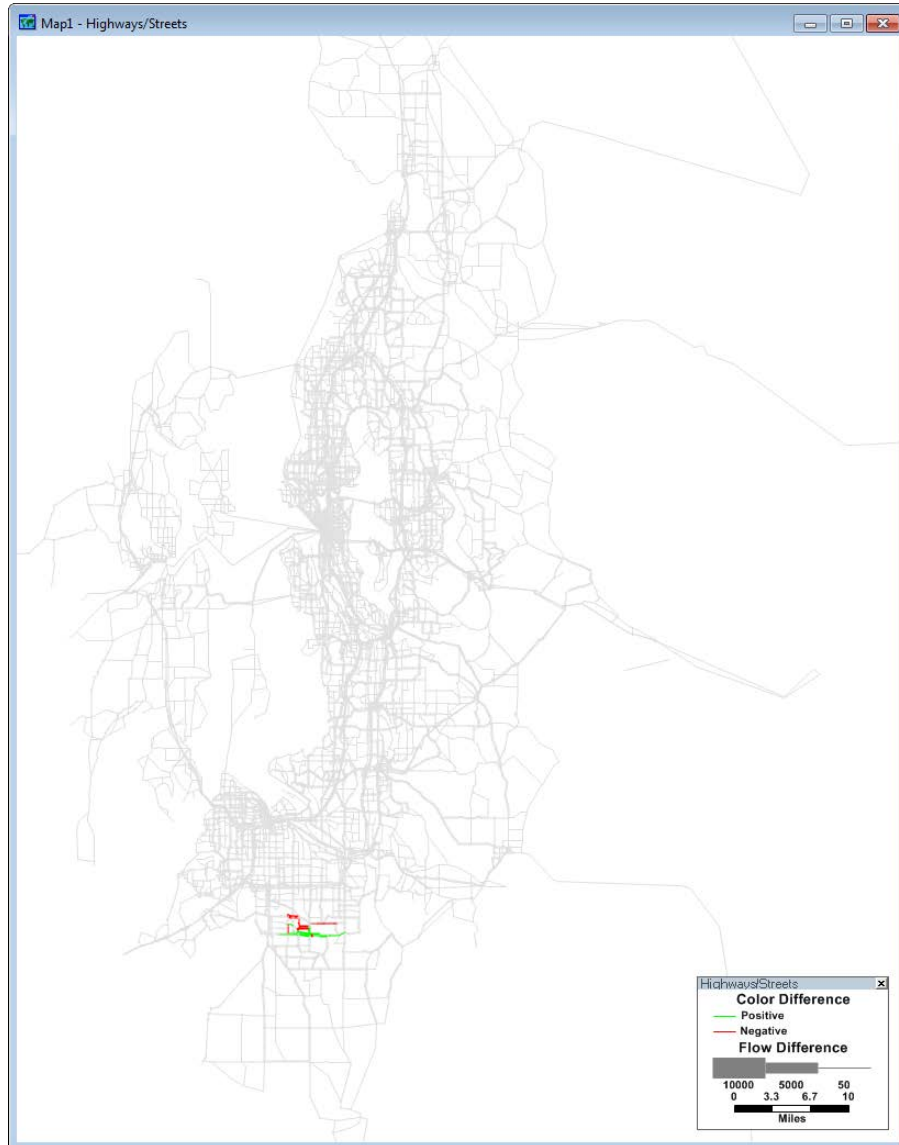 Map1 - Highways/Streets
Highways/Streets
Color Difference
Positive
Negative
Flow Difference
10000 5000 50
0 3.3 6.7 10
Miles